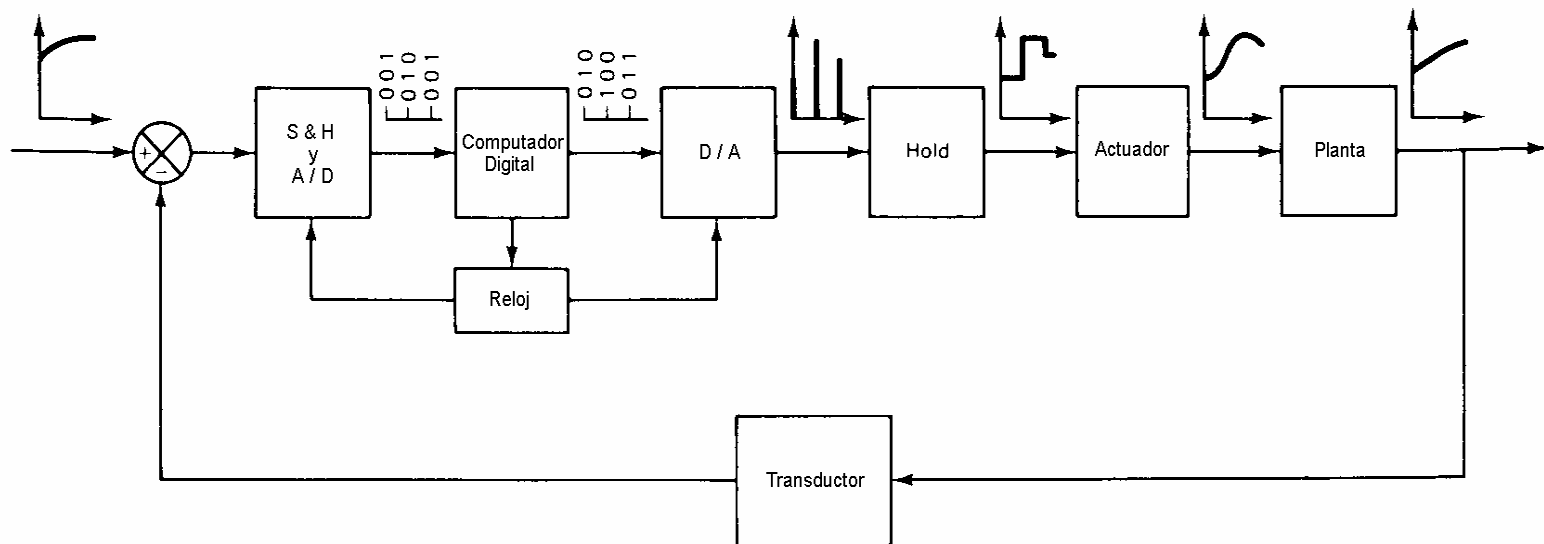 001
010
001
010
100
011
S & H
y
A / D
Computador
Digital
D / A
Hold
Actuador
Planta
+
−
Reloj
Transductor